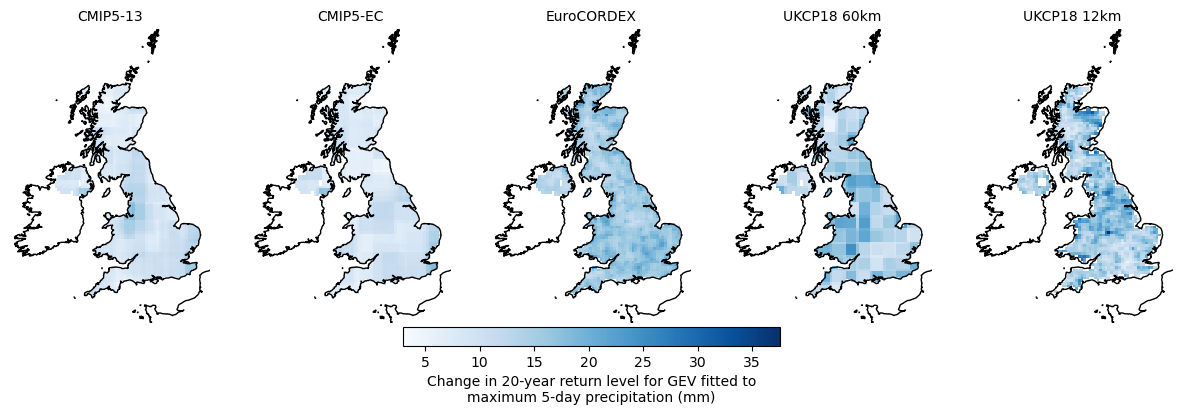 CMIP5-13
CMIP5-EC
EuroCORDEX
UKCP18 60km
UKCP18 12km
5 10 15 20 25 30 35
Change in 20-year return level for GEV fitted to
maximum 5-day precipitation (mm)